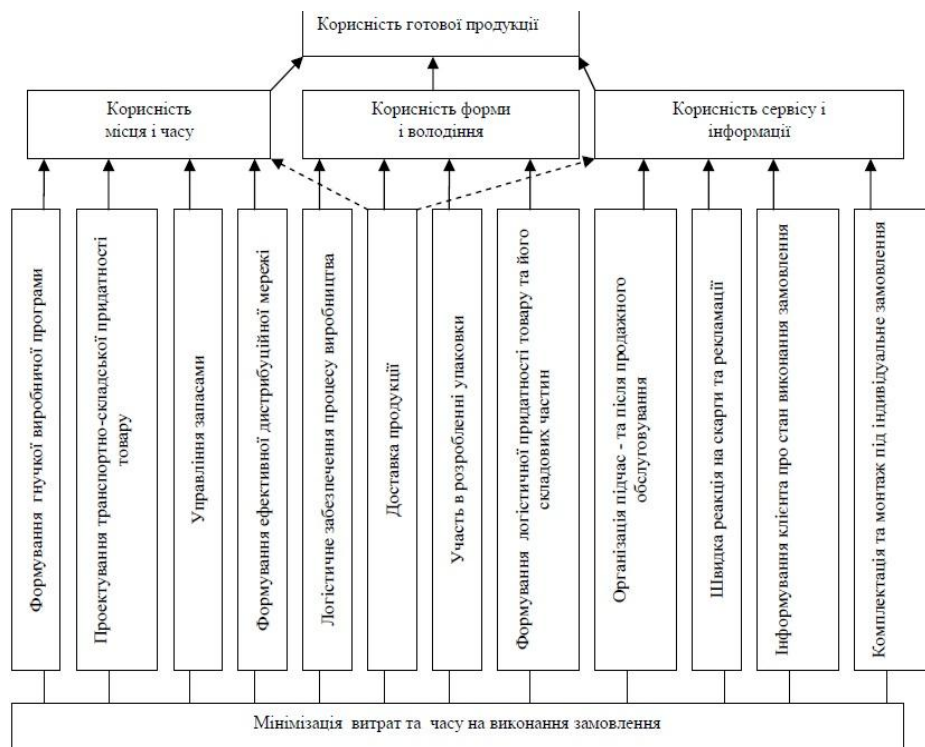 Корисність готової продукції
Корисність
місця і часу
Корисність форми
і володіння
Корисність сервісу і
інформації
Формування гнучкої виробничої програми
Проектування транспортно-складської придатності
товару
Управління запасами
Формування ефективної дистрибуційної мережі
Логістичне забезпечення процесу виробництва
Доставка продукції
Участь в розробленні упаковки
Формування логістичної придатності товару та його
складових частин
Організація підчас - та після продажного
обслуговування
Швидка реакція на скарги та рекламації
Інформування клієнта про стан виконання замовлення
Комплектація та монтаж під індивідуальне замовлення
Мінімізація витрат та часу на виконання замовлення